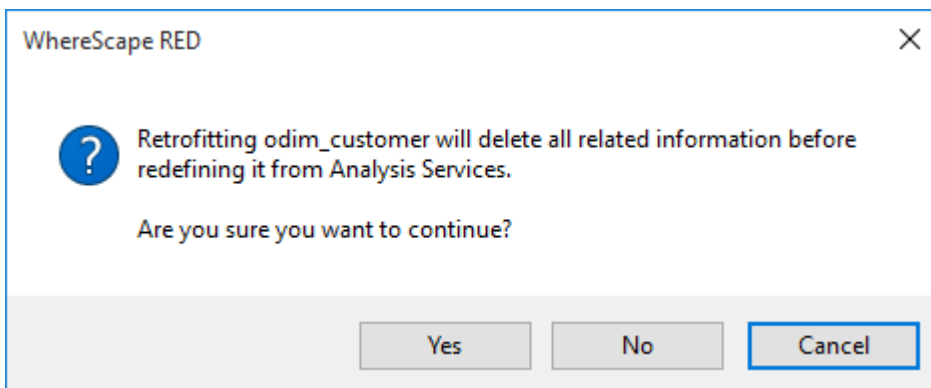 WhereScape RED
Retrofitting odim_customer will delete all related information before
redefining it from Analysis Services.
Are you sure you want to continue?
Yes No Cancel